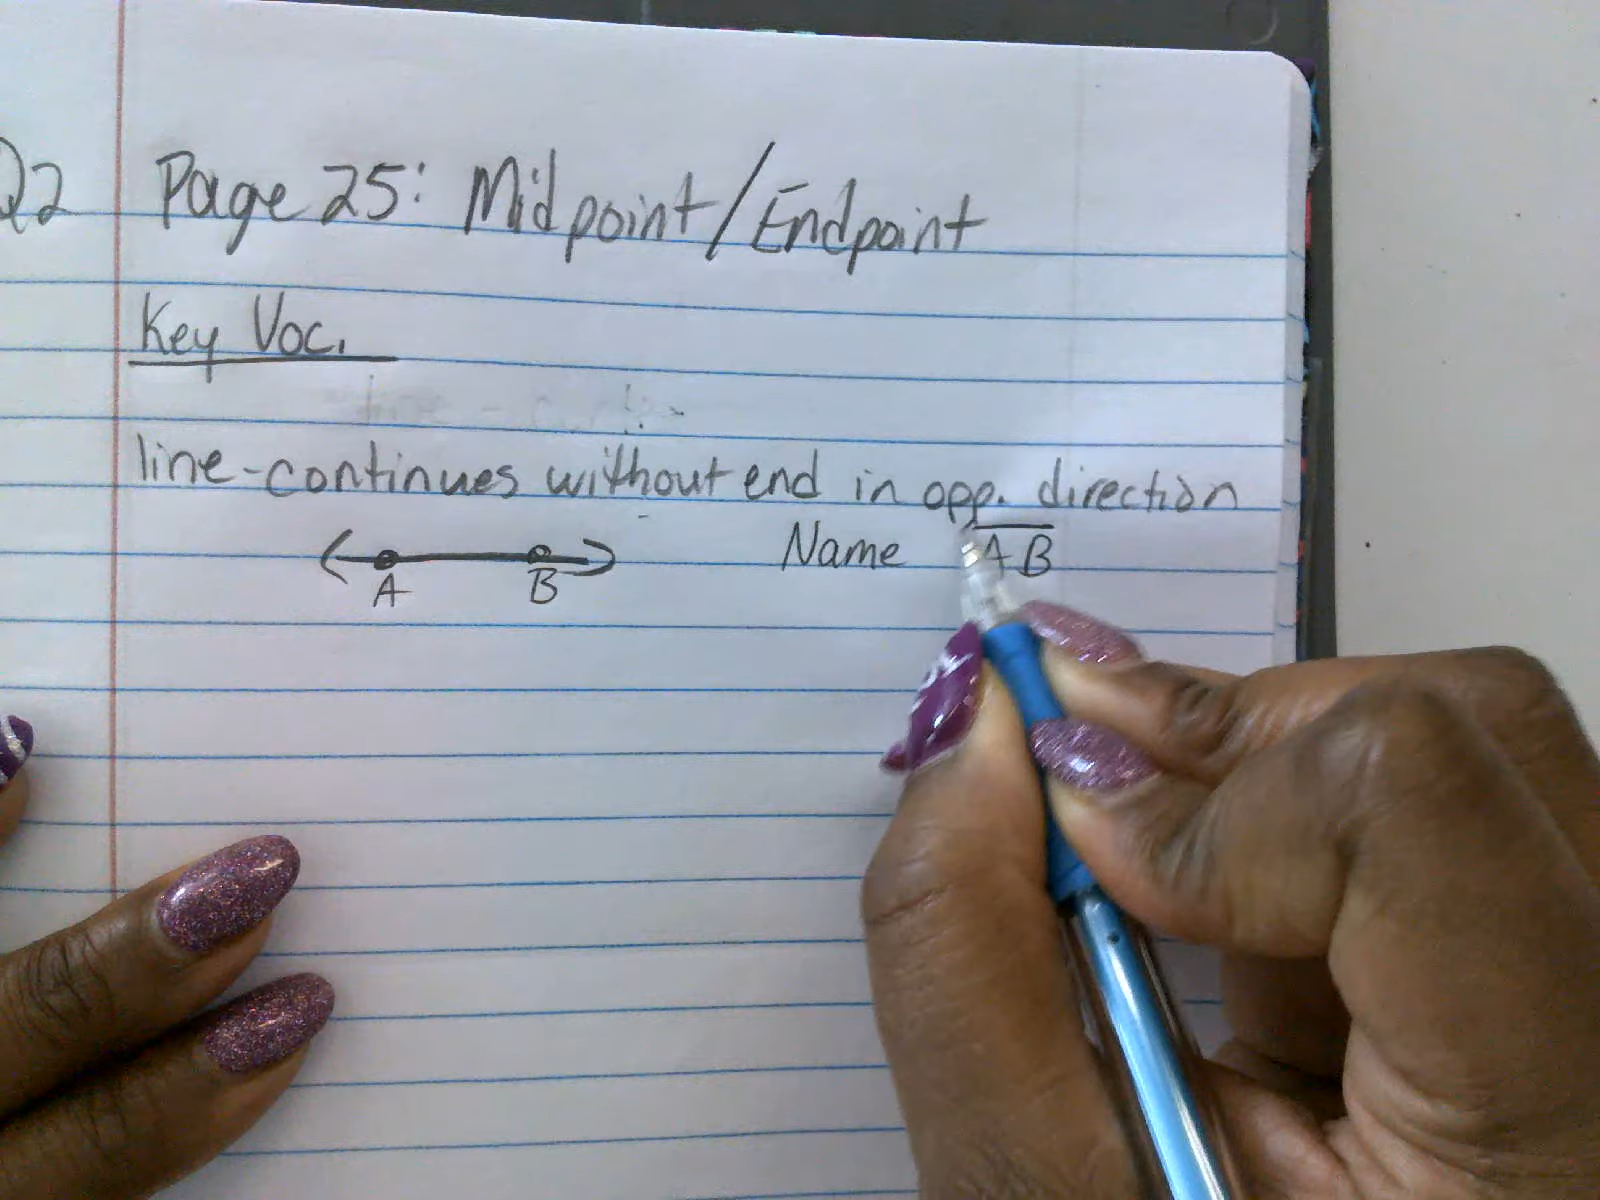 Q2 Page 25: Midpoint/Endpoint
Key Voc.
line-continues without end in opp. direction
Name AB
A B